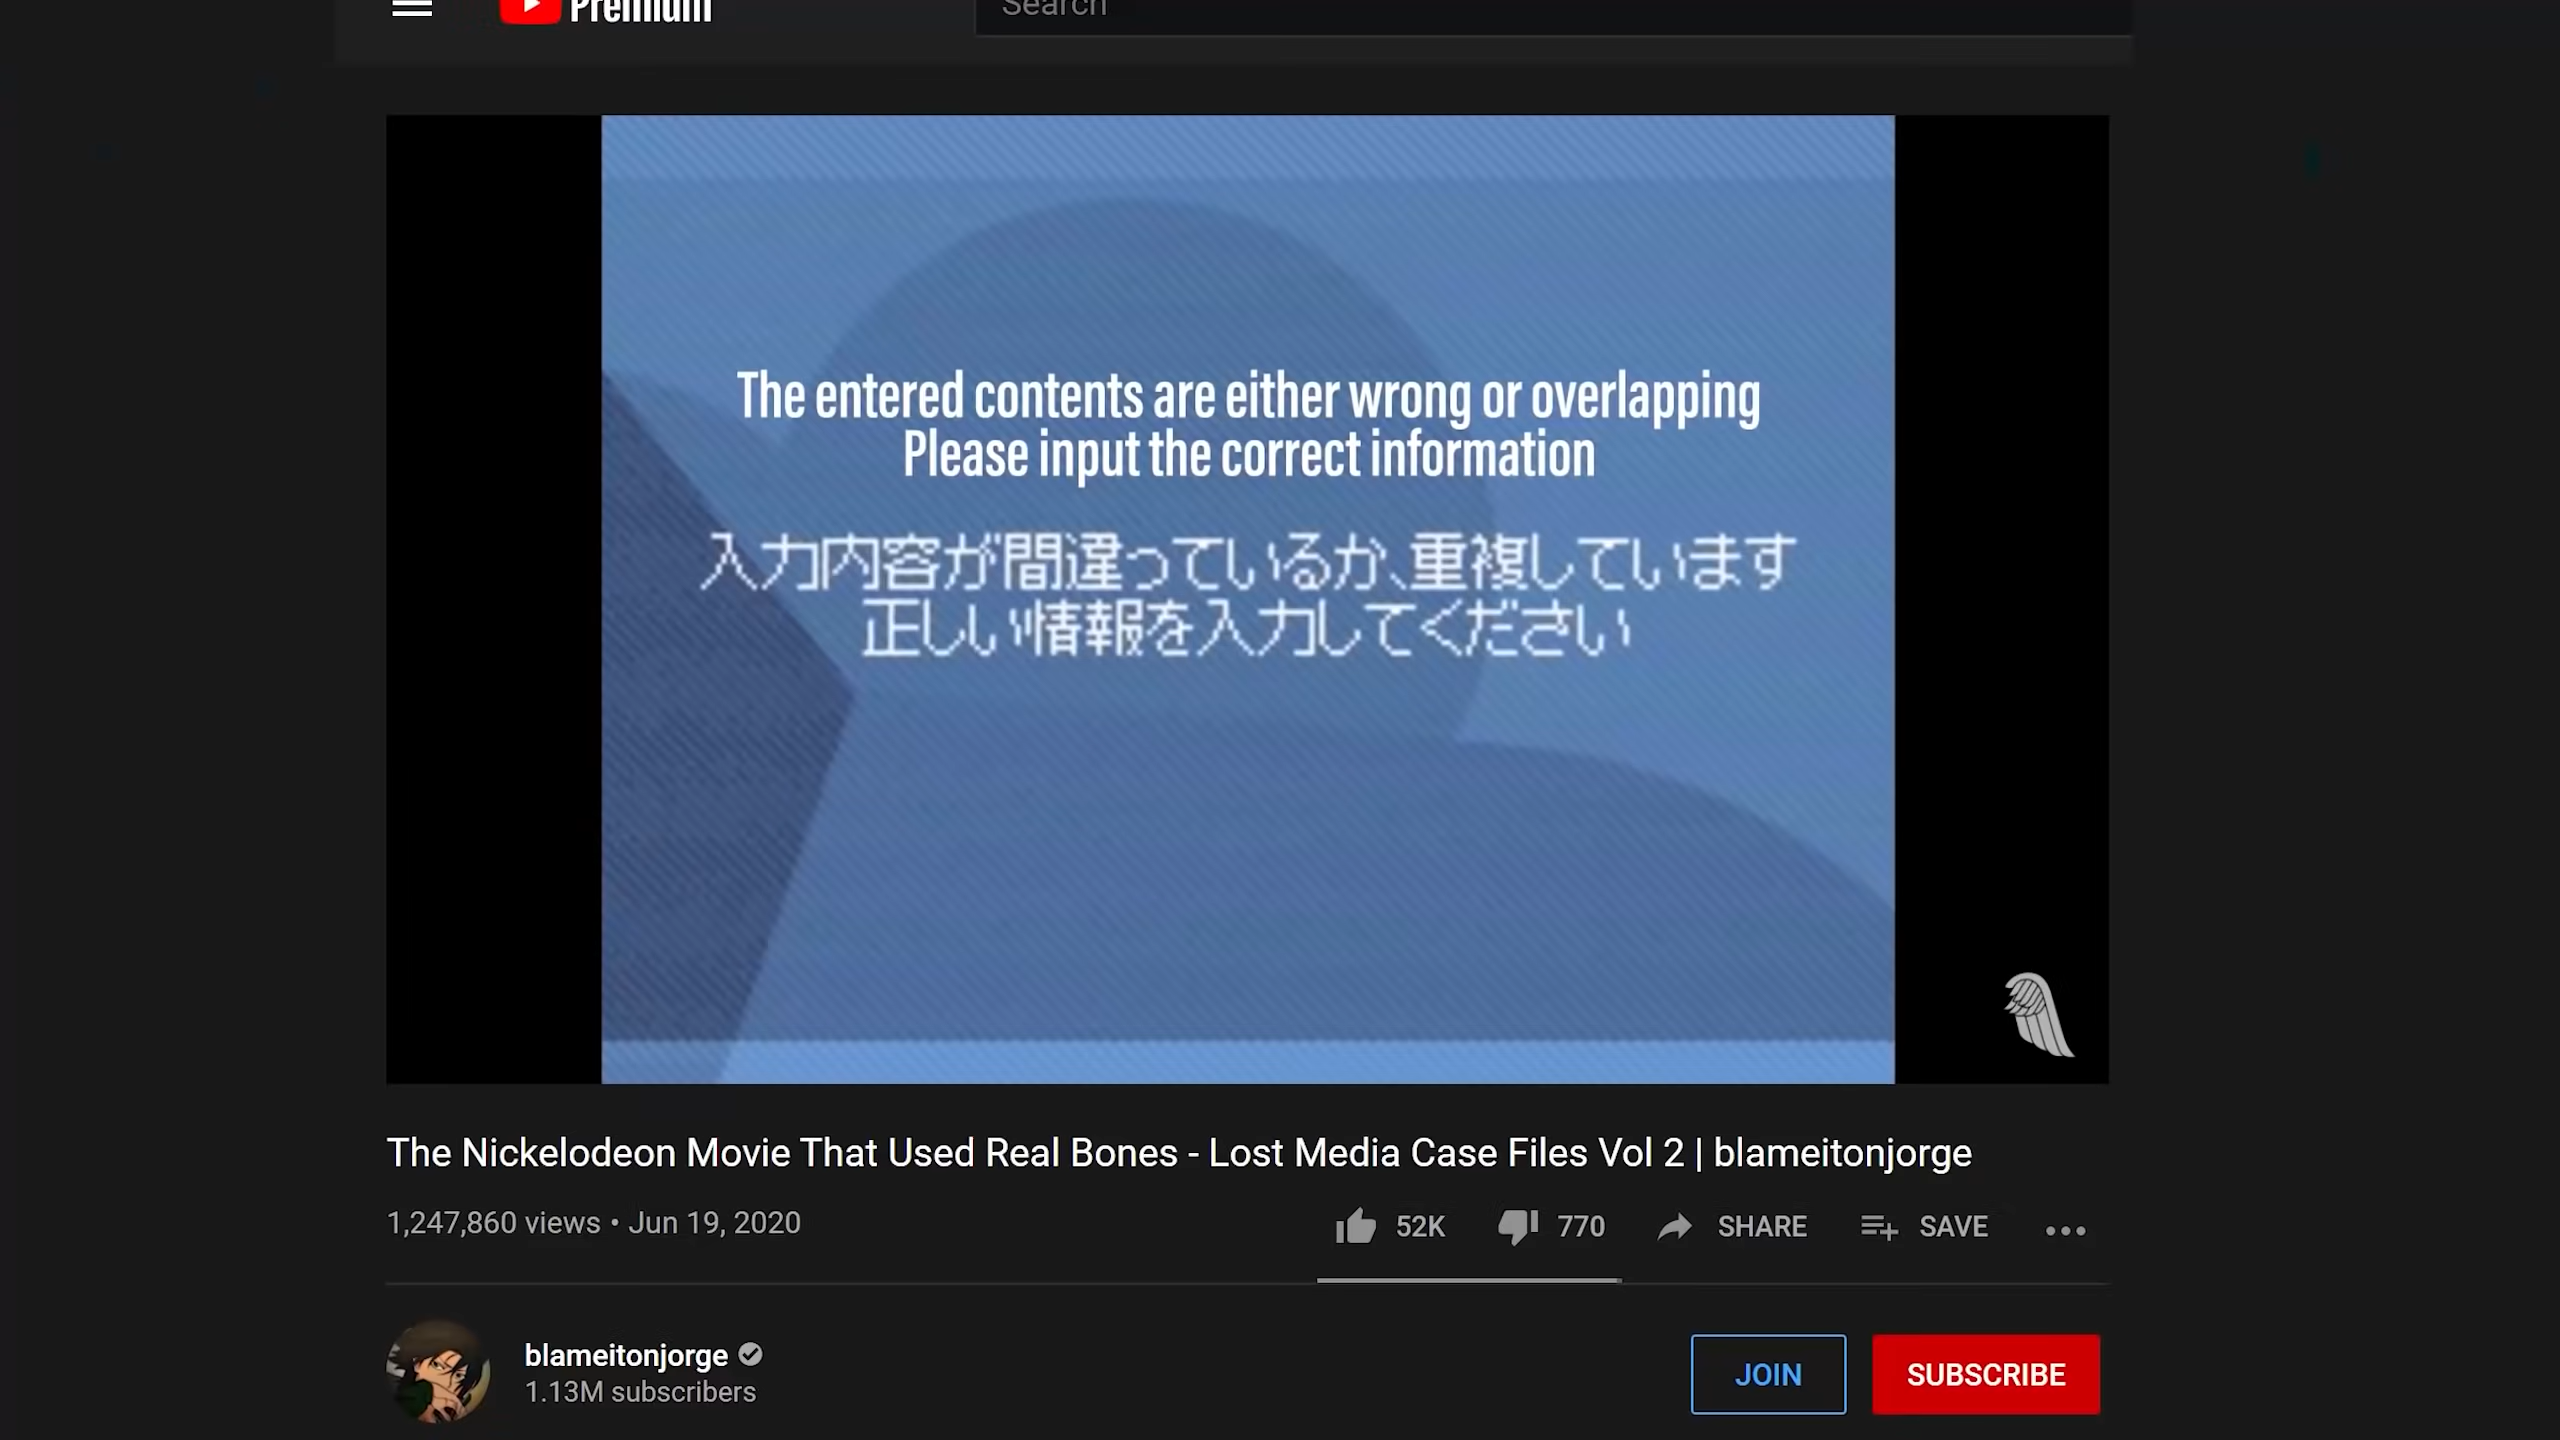 Premium
Search
The entered contents are either wrong or overlapping
Please input the correct information
入力内容が間違っているか、重複しています
正しい情報を入力してください
The Nickelodeon Movie That Used Real Bones - Lost Media Case Files Vol 2 | blameitonjorge
1,247,860 views • Jun 19, 2020
52K
770
SHARE
SAVE
blameitonjorge
1.13M subscribers
JOIN
SUBSCRIBE